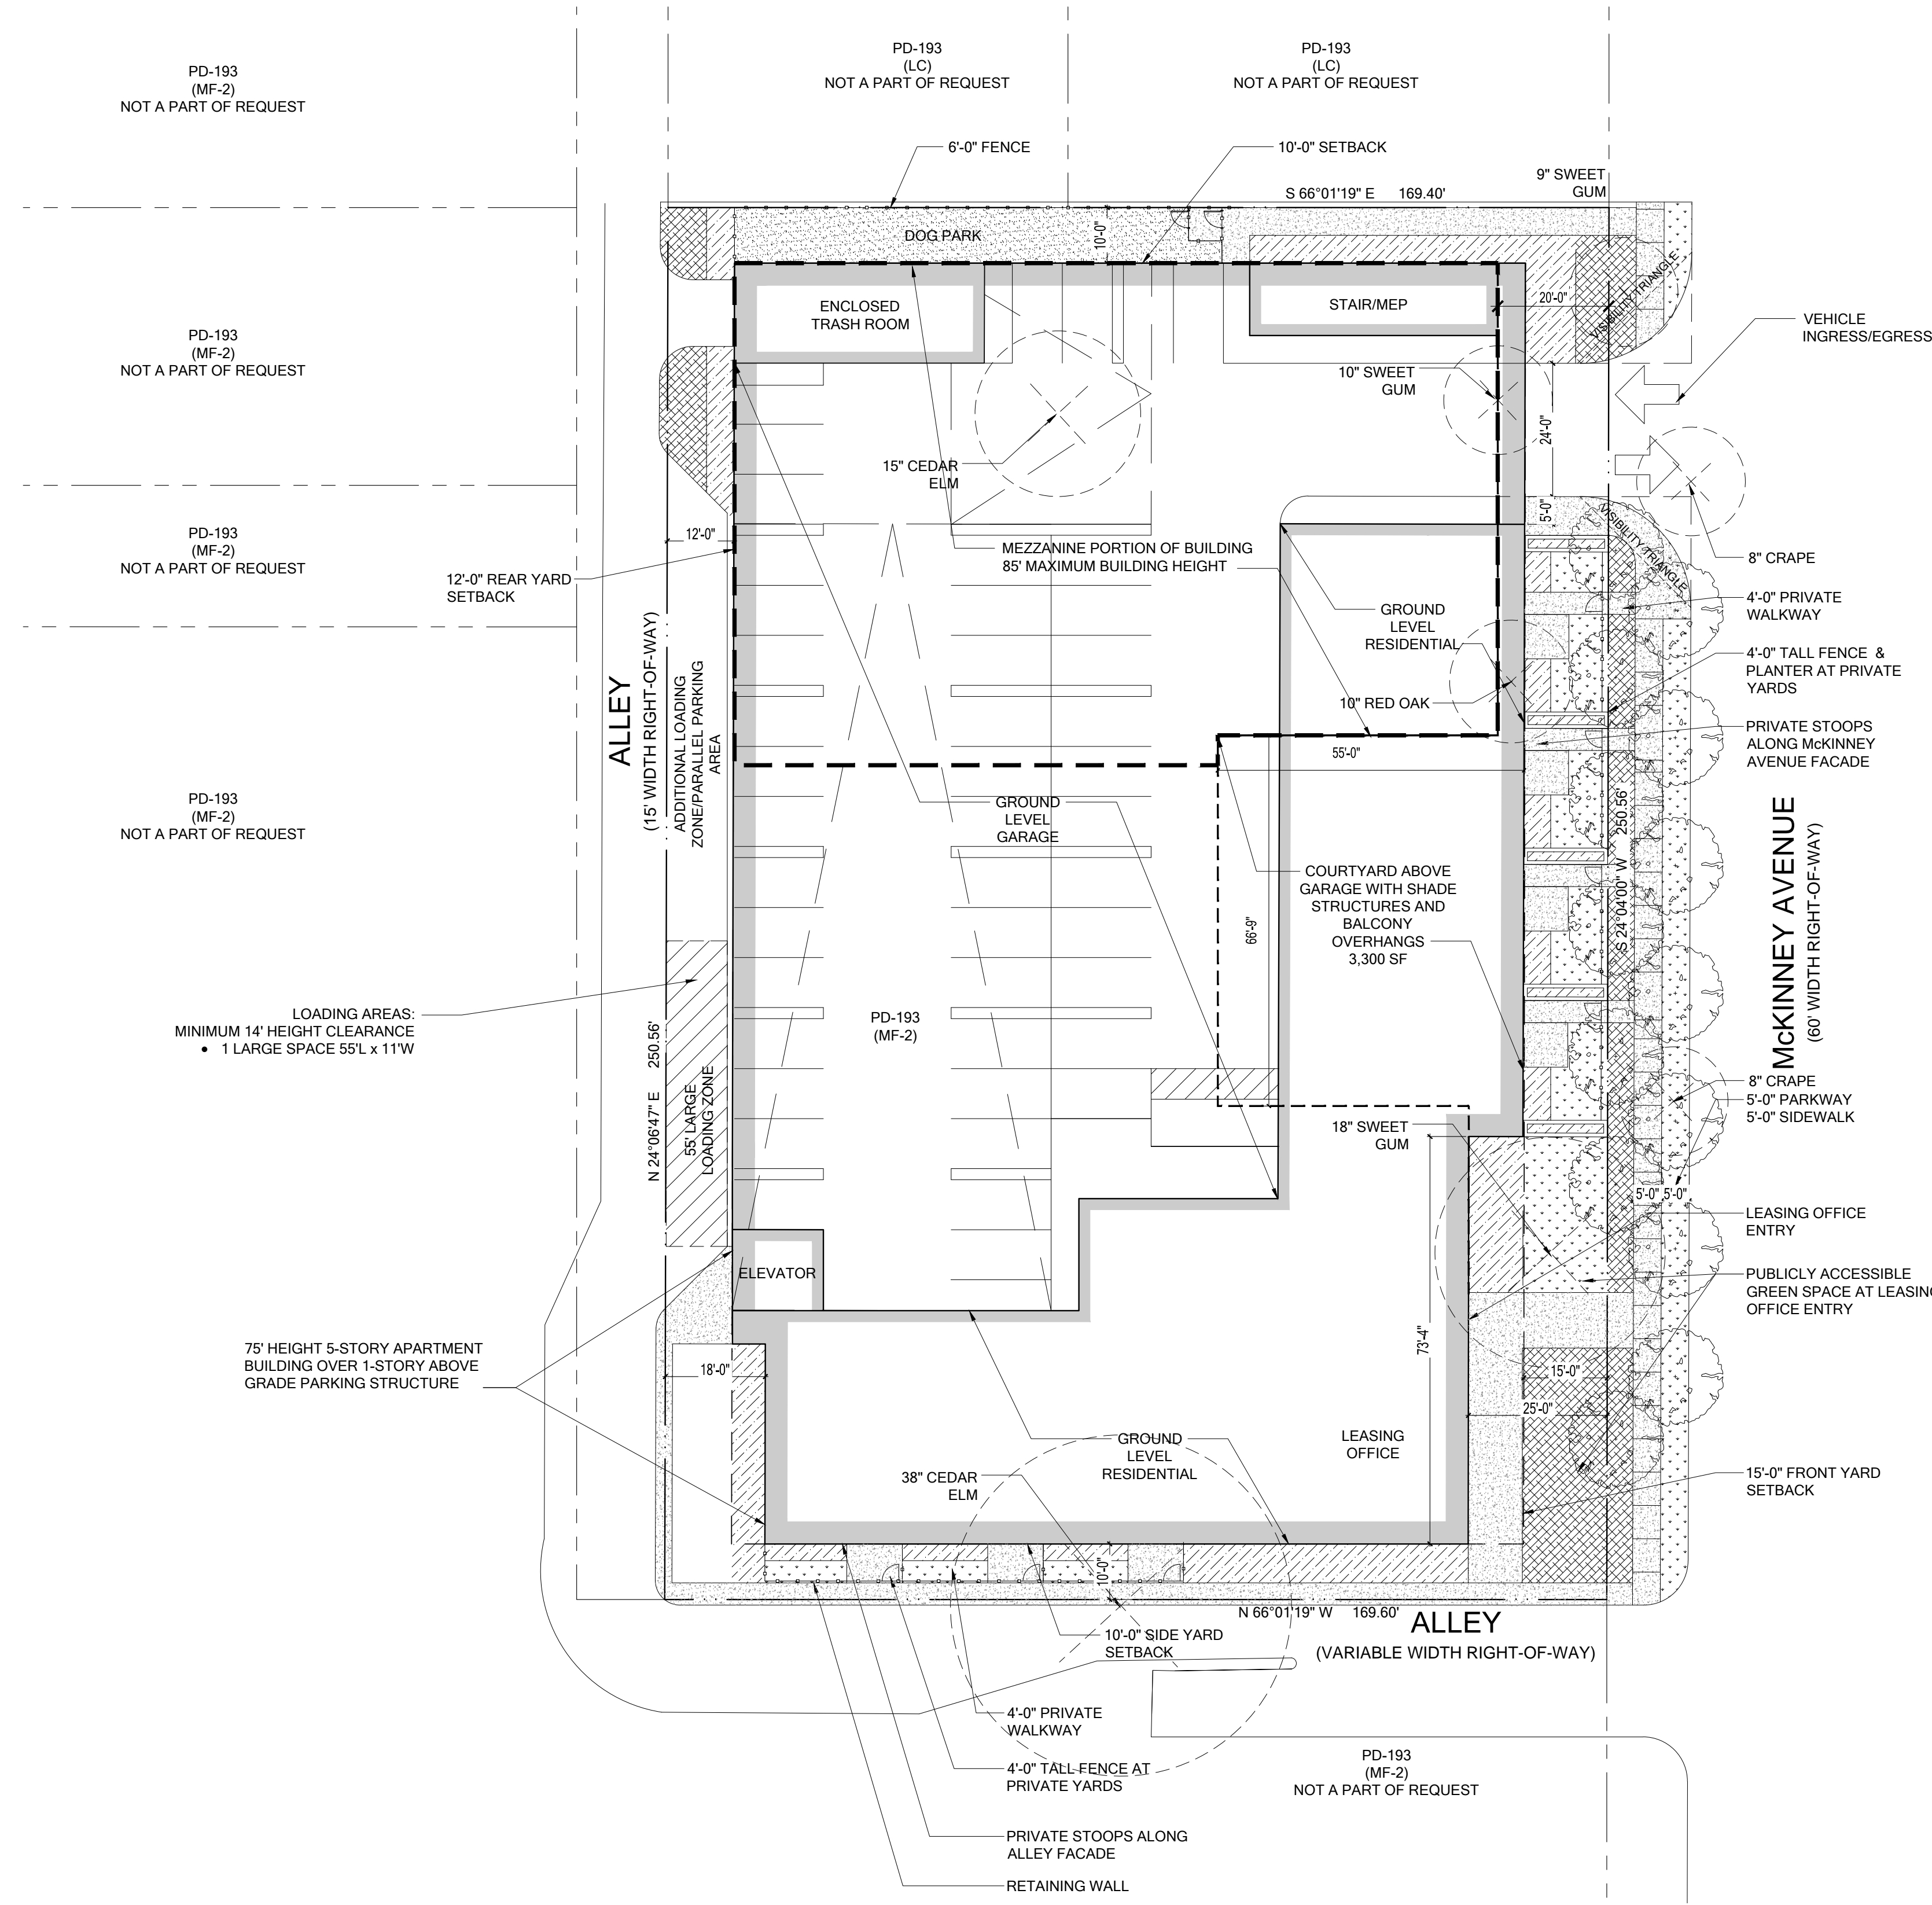 PD-193
(LC)
NOT A PART OF REQUEST
PD-193
(LC)
NOT A PART OF REQUEST
PD-193
(MF-2)
NOT A PART OF REQUEST
6'-0" FENCE
10'-0" SETBACK
9" SWEET
GUM
S 66°01'19" E 169.40'
DOG PARK
10'-0"
VISIBILITY TRIANGLE
20'-0"
ENCLOSED
TRASH ROOM
STAIR/MEP
VEHICLE
INGRESS/EGRESS
PD-193
(MF-2)
NOT A PART OF REQUEST
10" SWEET
GUM
24'-0"
15" CEDAR
ELM
5'-0"
VISIBILITY TRIANGLE
PD-193
(MF-2)
NOT A PART OF REQUEST
12'-0"
12'-0" REAR YARD
SETBACK
MEZZANINE PORTION OF BUILDING
85' MAXIMUM BUILDING HEIGHT
8" CRAPE
4'-0" PRIVATE
WALKWAY
GROUND
LEVEL
RESIDENTIAL
4'-0" TALL FENCE &
PLANTER AT PRIVATE
YARDS
10" RED OAK
PRIVATE STOOPS
ALONG McKINNEY
AVENUE FACADE
ALLEY
(15' WIDTH RIGHT-OF-WAY)
ADDITIONAL LOADING
ZONE/PARALLEL PARKING
AREA
55'-0"
PD-193
(MF-2)
NOT A PART OF REQUEST
GROUND
LEVEL
GARAGE
COURTYARD ABOVE
GARAGE WITH SHADE
STRUCTURES AND
BALCONY
OVERHANGS
3,300 SF
66'-9"
S 24°04'00" W 250.56'
McKINNEY AVENUE
(60' WIDTH RIGHT-OF-WAY)
LOADING AREAS:
MINIMUM 14' HEIGHT CLEARANCE
• 1 LARGE SPACE 55'L x 11'W
PD-193
(MF-2)
N 24°06'47" E 250.56'
55' LARGE
LOADING ZONE
8" CRAPE
5'-0" PARKWAY
5'-0" SIDEWALK
18" SWEET
GUM
5'-0" 5'-0"
LEASING OFFICE
ENTRY
ELEVATOR
PUBLICLY ACCESSIBLE
GREEN SPACE AT LEASING
OFFICE ENTRY
75' HEIGHT 5-STORY APARTMENT
BUILDING OVER 1-STORY ABOVE
GRADE PARKING STRUCTURE
18'-0"
73'-4"
15'-0"
25'-0"
LEASING
OFFICE
GROUND
LEVEL
RESIDENTIAL
38" CEDAR
ELM
15'-0" FRONT YARD
SETBACK
10'-0"
N 66°01'19" W 169.60'
ALLEY
(VARIABLE WIDTH RIGHT-OF-WAY)
10'-0" SIDE YARD
SETBACK
4'-0" PRIVATE
WALKWAY
4'-0" TALL FENCE AT
PRIVATE YARDS
PD-193
(MF-2)
NOT A PART OF REQUEST
PRIVATE STOOPS ALONG
ALLEY FACADE
RETAINING WALL